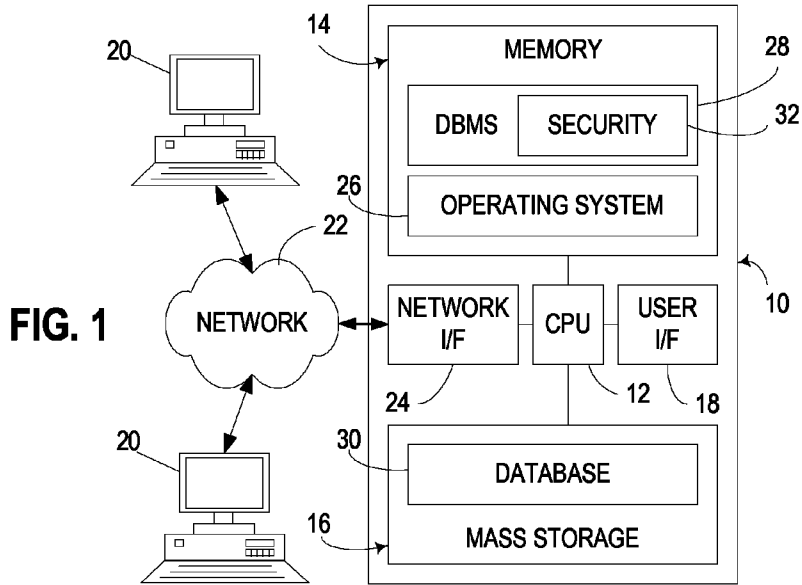 20
14
MEMORY
28
DBMS
SECURITY
32
26
OPERATING SYSTEM
22
10
FIG. 1
NETWORK
NETWORK
I/F
CPU
USER
I/F
24
12
18
20
30
DATABASE
16
MASS STORAGE